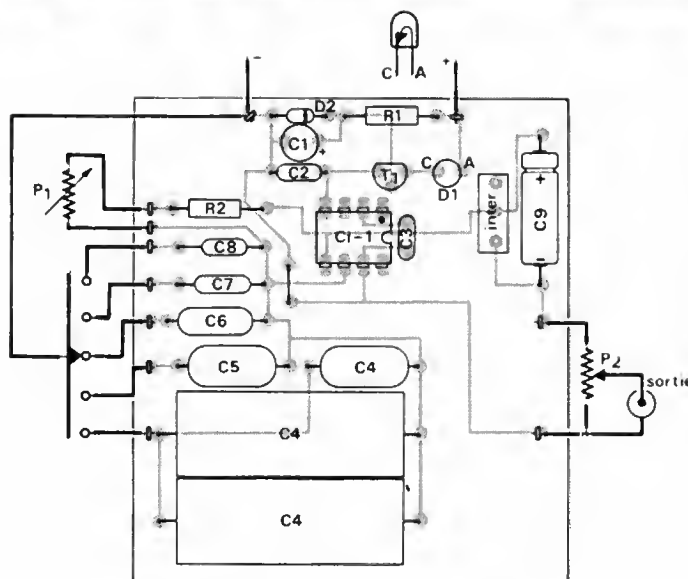 C A
- +
D2
R1
C1 +
C2
T1
C A
D1
P1
R2
CI-1
C3
inter
+
C9
-
C8
C7
C6
C5
C4
P2
sortie
C4
C4